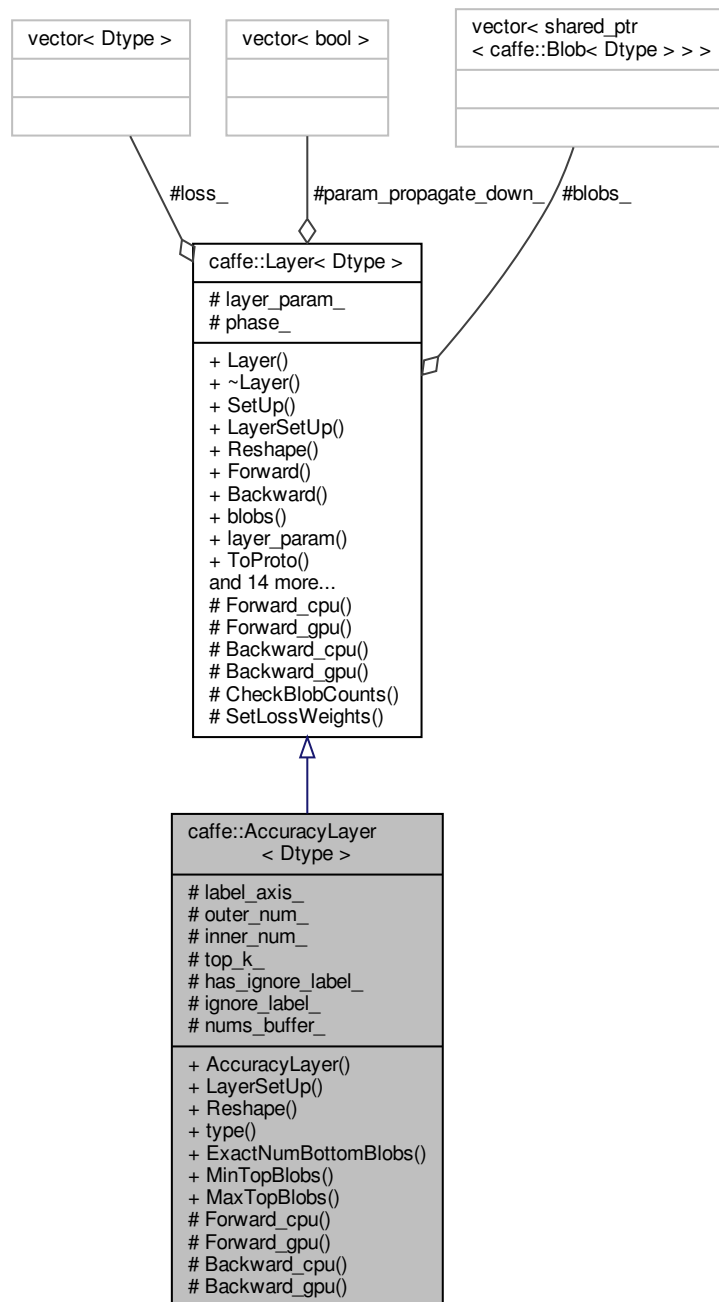 vector< Dtype >
vector< bool >
vector< shared_ptr
< caffe::Blob< Dtype > > >
#loss_
#param_propagate_down_
#blobs_
caffe::Layer< Dtype >
# layer_param_
# phase_
+ Layer()
+ ~Layer()
+ SetUp()
+ LayerSetUp()
+ Reshape()
+ Forward()
+ Backward()
+ blobs()
+ layer_param()
+ ToProto()
and 14 more...
# Forward_cpu()
# Forward_gpu()
# Backward_cpu()
# Backward_gpu()
# CheckBlobCounts()
# SetLossWeights()
caffe::AccuracyLayer
< Dtype >
# label_axis_
# outer_num_
# inner_num_
# top_k_
# has_ignore_label_
# ignore_label_
# nums_buffer_
+ AccuracyLayer()
+ LayerSetUp()
+ Reshape()
+ type()
+ ExactNumBottomBlobs()
+ MinTopBlobs()
+ MaxTopBlobs()
# Forward_cpu()
# Forward_gpu()
# Backward_cpu()
# Backward_gpu()